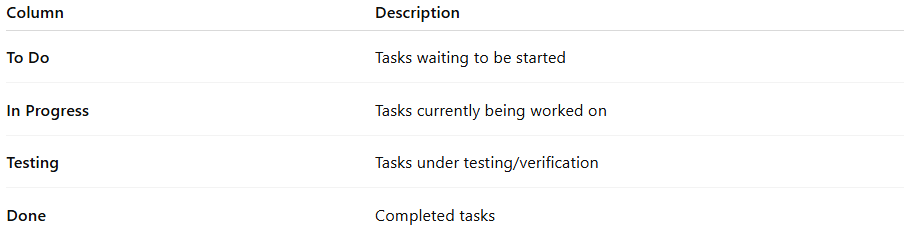 Column Description
To Do Tasks waiting to be started
In Progress Tasks currently being worked on
Testing Tasks under testing/verification
Done Completed tasks